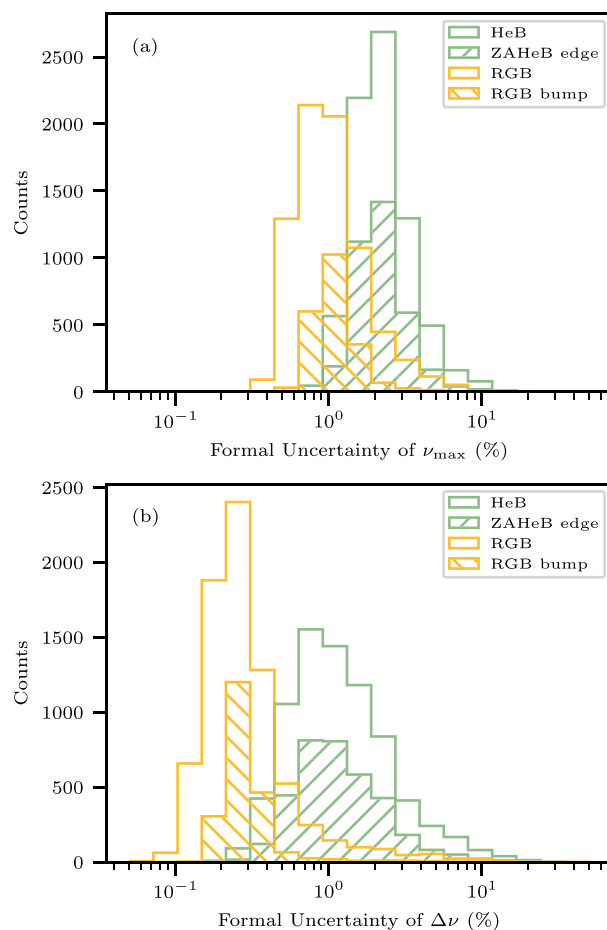 (a)
HeB
ZAHeB edge
RGB
RGB bump
2500
2000
1500
1000
500
0
Counts
10⁻¹ 10⁰ 10¹
Formal Uncertainty of ν_max (%)
(b)
HeB
ZAHeB edge
RGB
RGB bump
2500
2000
1500
1000
500
0
Counts
10⁻¹ 10⁰ 10¹
Formal Uncertainty of Δν (%)